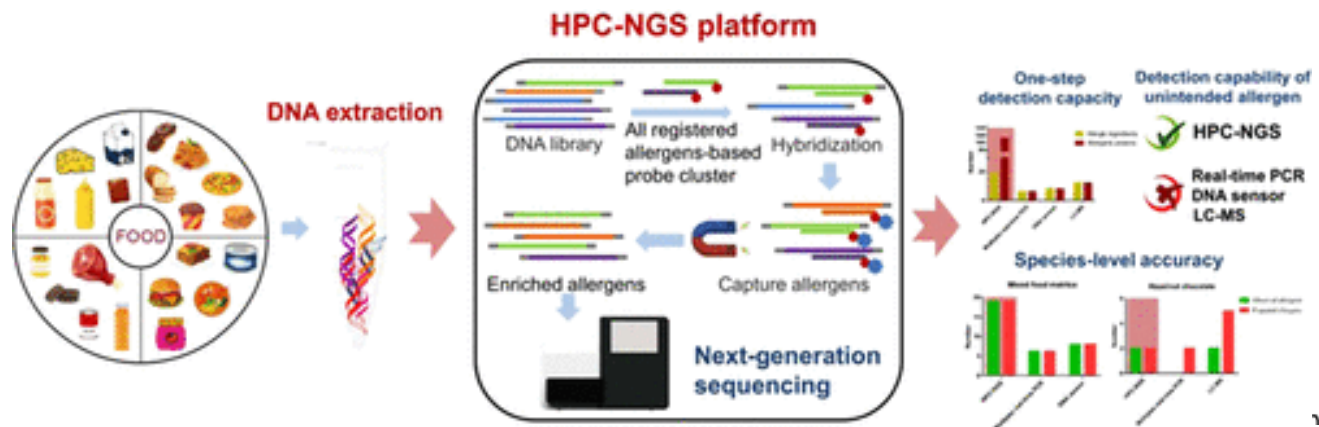 HPC-NGS platform
FOOD
DNA extraction
DNA library
All registered
allergens-based
probe cluster
Hybridization
Enriched allergens
Capture allergens
Next-generation
sequencing
One-step
detection capacity
Detection capability of
unintended allergen
HPC-NGS
Real-time PCR
DNA sensor
LC-MS
Species-level accuracy
Mixed food matrics
Hazelnut chocolate